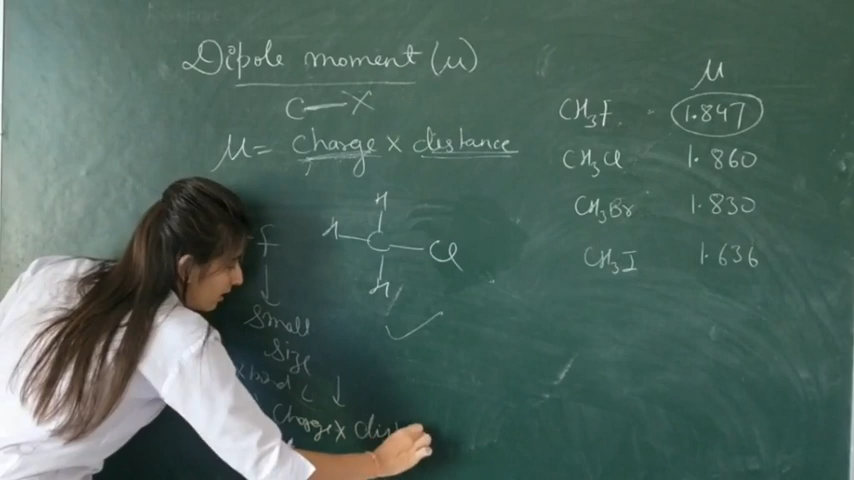 Dipole moment (μ)
C—X
μ = charge × distance
H
H—C—Cl
H
F
↓
Small
Size
↓
Charge ×
μ
CH3F. 1.847
CH3Cl 1.860
CH3Br 1.830
CH3I 1.636